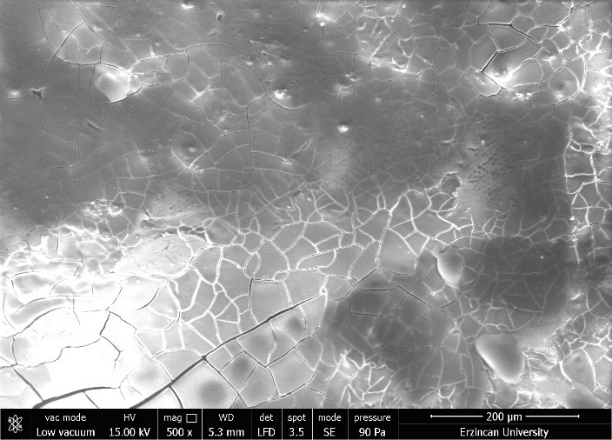 vac mode HV mag WD det spot mode pressure 200 µm
Low vacuum 15.00 kV 500 x 5.3 mm LFD 3.5 SE 90 Pa Erzincan University